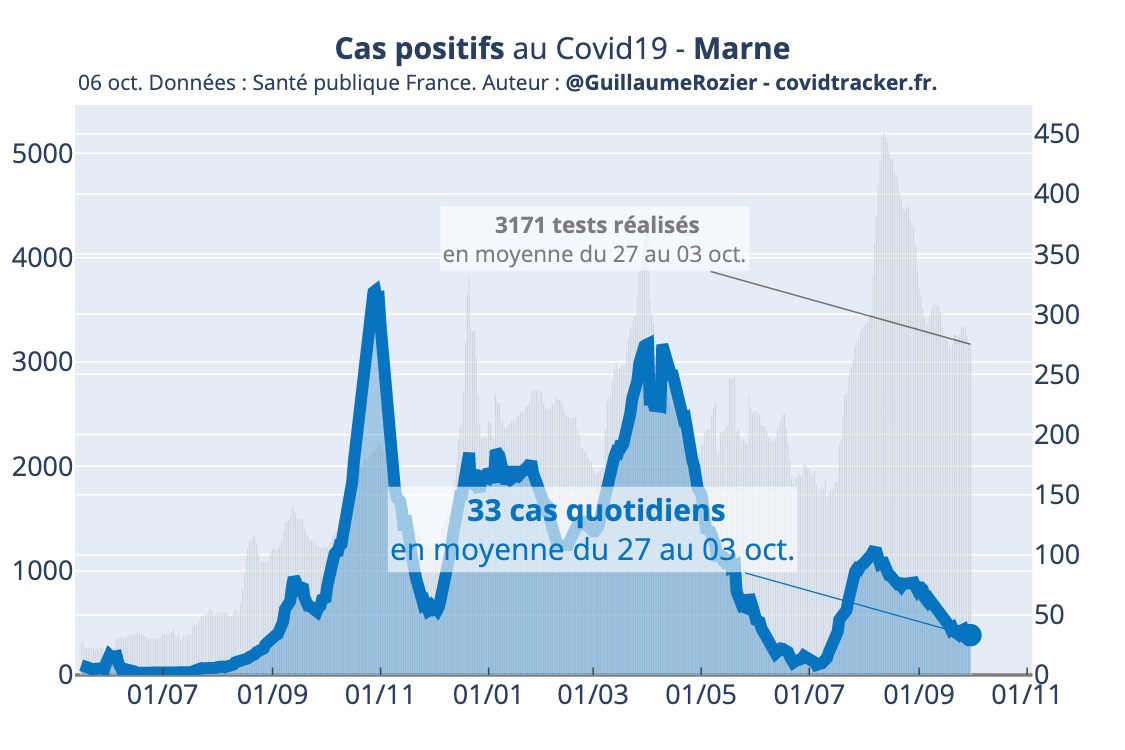 Cas positifs au Covid19 - Marne
06 oct. Données : Santé publique France. Auteur : @GuillaumeRozier - covidtracker.fr.
5000
4000
3000
2000
1000
0
450
400
350
300
250
200
150
100
50
0
3171 tests réalisés
en moyenne du 27 au 03 oct.
33 cas quotidiens
en moyenne du 27 au 03 oct.
01/07 01/09 01/11 01/01 01/03 01/05 01/07 01/09 01/11